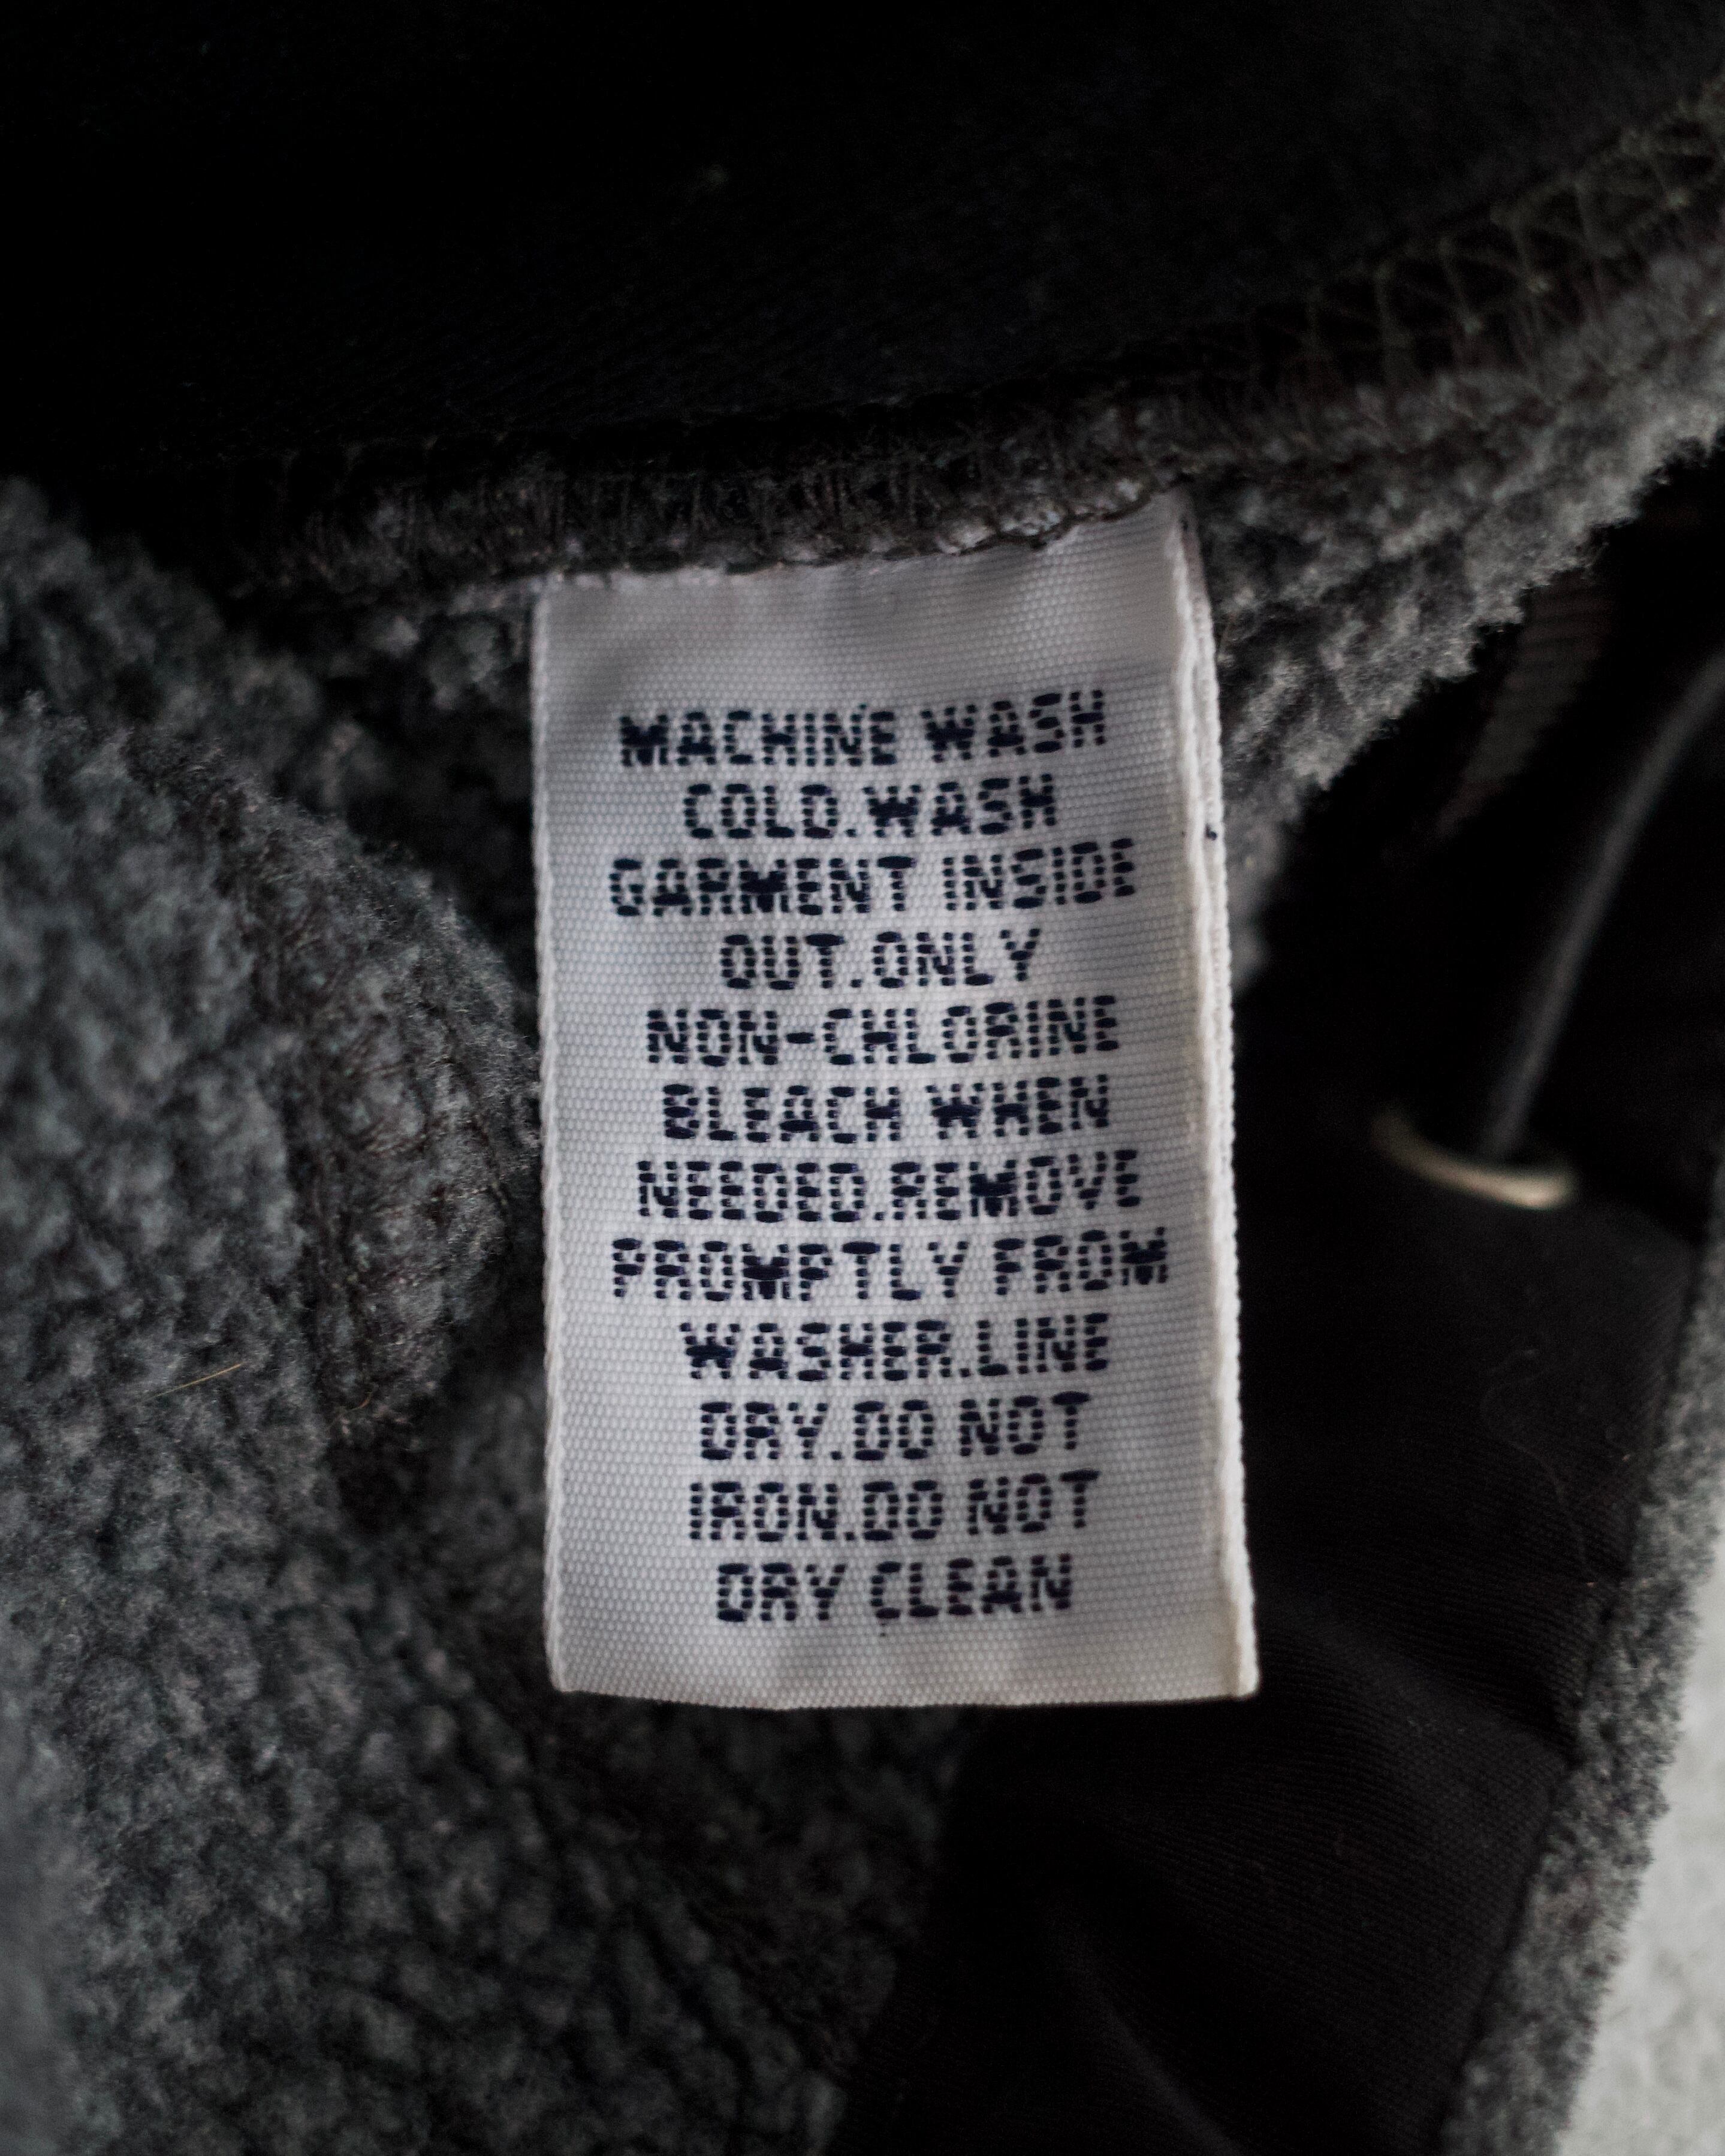 MACHINE WASH
COLD.WASH
GARMENT INSIDE
OUT.ONLY
NON-CHLORINE
BLEACH WHEN
NEEDED.REMOVE
PROMPTLY FROM
WASHER.LINE
DRY.DO NOT
IRON.DO NOT
DRY CLEAN